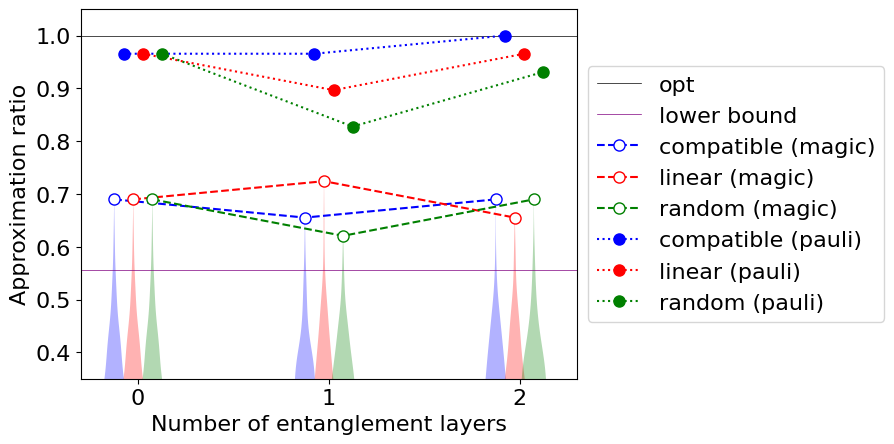 Approximation ratio
1.0
0.9
0.8
0.7
0.6
0.5
0.4
0
1
2
Number of entanglement layers
opt
lower bound
compatible (magic)
linear (magic)
random (magic)
compatible (pauli)
linear (pauli)
random (pauli)